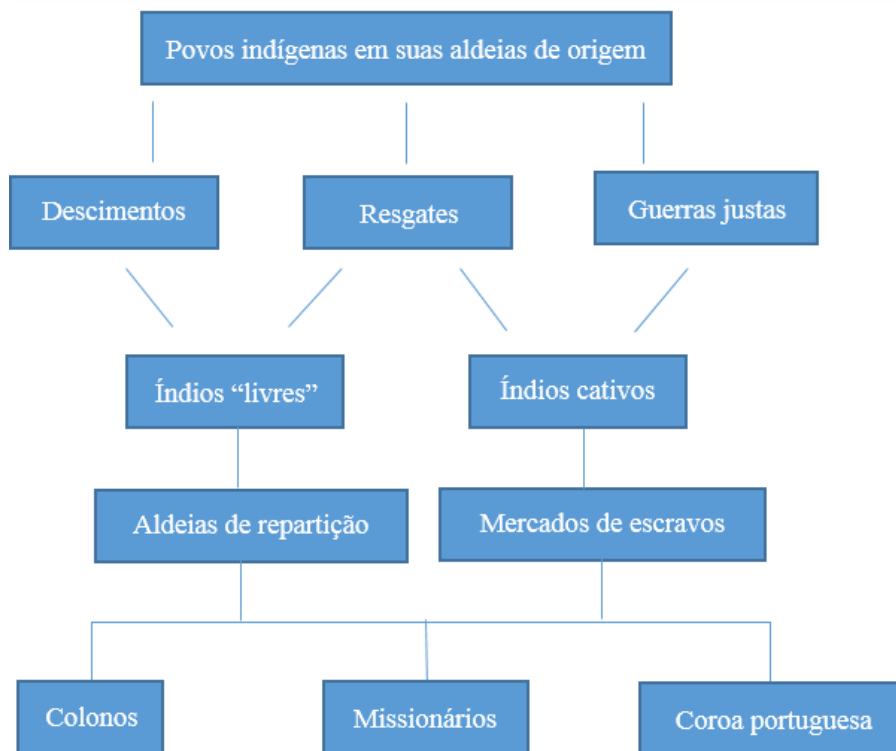 Povos indígenas em suas aldeias de origem
Descimentos
Resgates
Guerras justas
Índios “livres”
Índios cativos
Aldeias de repartição
Mercados de escravos
Colonos
Missionários
Coroa portuguesa